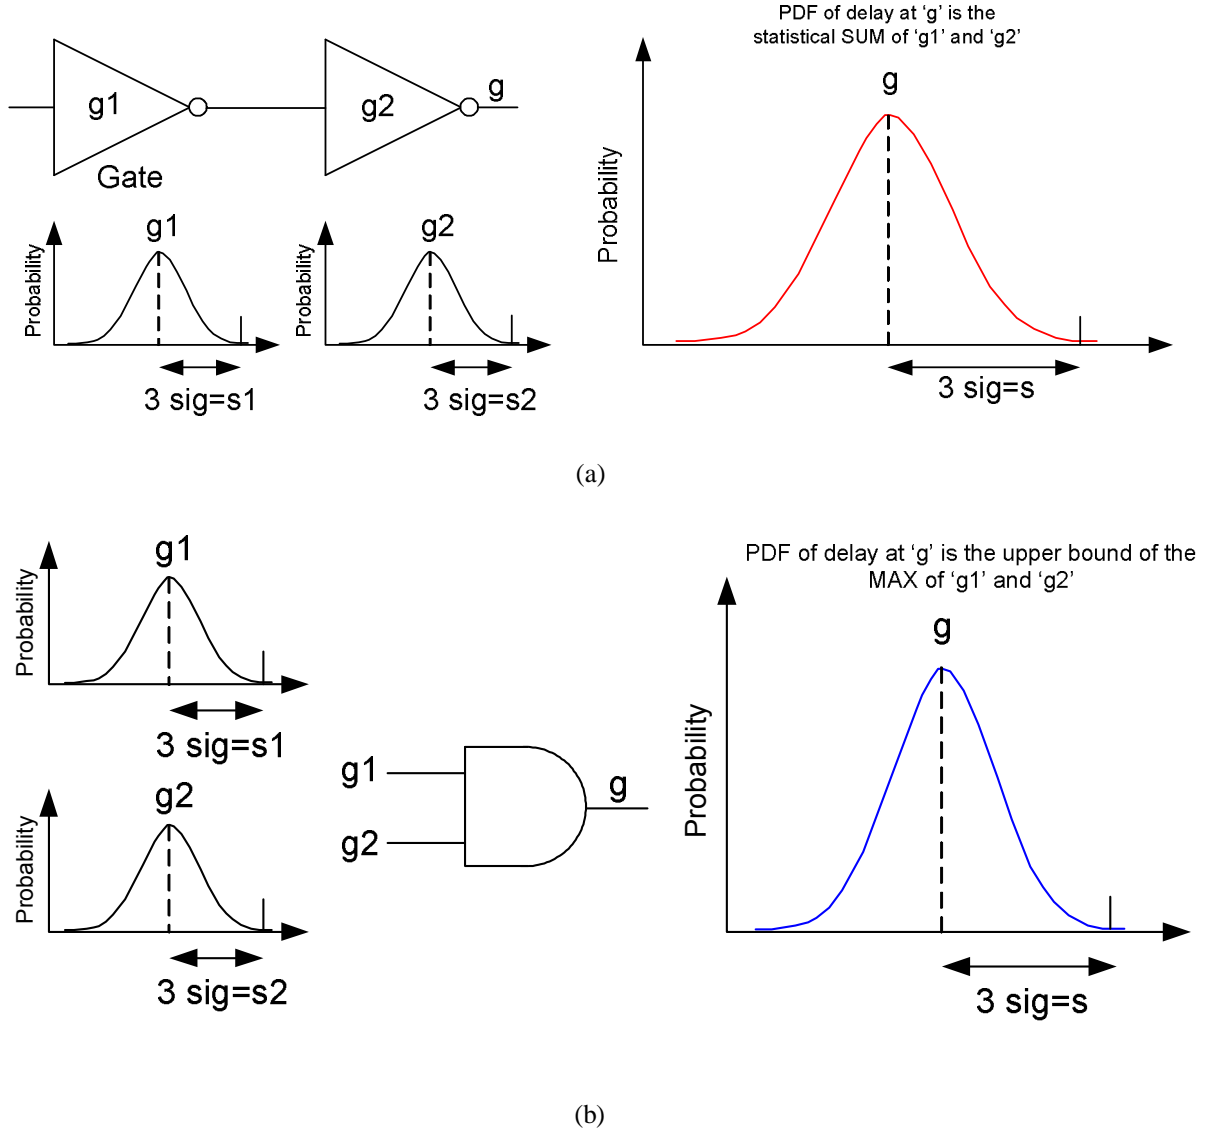 PDF of delay at ‘g’ is the
statistical SUM of ‘g1’ and ‘g2’
g1
g2
g
Gate
g1
Probability
3 sig=s1
g2
Probability
3 sig=s2
g
Probability
3 sig=s
(a)
g1
Probability
3 sig=s1
g2
Probability
3 sig=s2
g1
g2
g
PDF of delay at ‘g’ is the upper bound of the
MAX of ‘g1’ and ‘g2’
g
Probability
3 sig=s
(b)